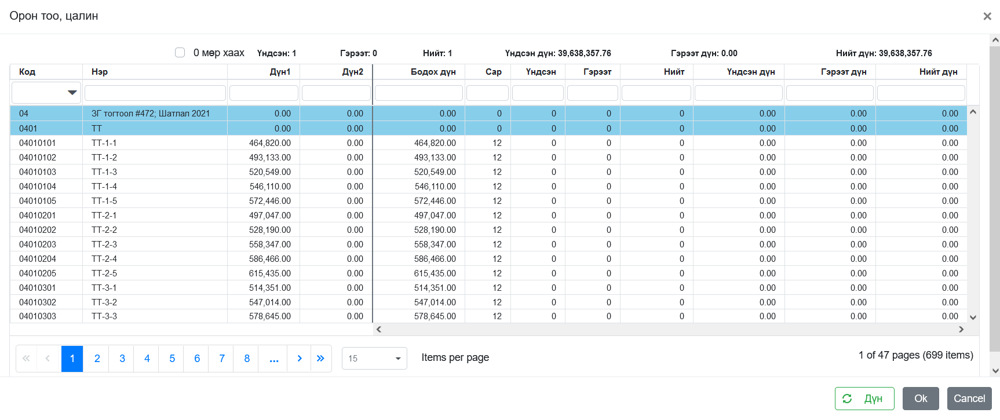 Орон тоо, цалин ×
0 мөр хаах Үндсэн: 1 Гэрээт: 0 Нийт: 1 Үндсэн дүн: 39,638,357.76 Гэрээт дүн: 0.00 Нийт дүн: 39,638,357.76
Код Нэр Дүн1 Дүн2 Бодох дүн Сар Үндсэн Гэрээт Нийт Үндсэн дүн Гэрээт дүн Нийт дүн
04 ЗГ тогтоол #472; Шатлал 2021 0.00 0.00 0.00 0 0 0 0 0.00 0.00 0.00
0401 ТТ 0.00 0.00 0.00 0 0 0 0 0.00 0.00 0.00
04010101 ТТ-1-1 464,820.00 0.00 464,820.00 12 0 0 0 0.00 0.00 0.00
04010102 ТТ-1-2 493,133.00 0.00 493,133.00 12 0 0 0 0.00 0.00 0.00
04010103 ТТ-1-3 520,549.00 0.00 520,549.00 12 0 0 0 0.00 0.00 0.00
04010104 ТТ-1-4 546,110.00 0.00 546,110.00 12 0 0 0 0.00 0.00 0.00
04010105 ТТ-1-5 572,446.00 0.00 572,446.00 12 0 0 0 0.00 0.00 0.00
04010201 ТТ-2-1 497,047.00 0.00 497,047.00 12 0 0 0 0.00 0.00 0.00
04010202 ТТ-2-2 528,190.00 0.00 528,190.00 12 0 0 0 0.00 0.00 0.00
04010203 ТТ-2-3 558,347.00 0.00 558,347.00 12 0 0 0 0.00 0.00 0.00
04010204 ТТ-2-4 586,466.00 0.00 586,466.00 12 0 0 0 0.00 0.00 0.00
04010205 ТТ-2-5 615,435.00 0.00 615,435.00 12 0 0 0 0.00 0.00 0.00
04010301 ТТ-3-1 514,351.00 0.00 514,351.00 12 0 0 0 0.00 0.00 0.00
04010302 ТТ-3-2 547,014.00 0.00 547,014.00 12 0 0 0 0.00 0.00 0.00
04010303 ТТ-3-3 578,645.00 0.00 578,645.00 12 0 0 0 0.00 0.00 0.00
« ‹ 1 2 3 4 5 6 7 8 ... › » 15 Items per page 1 of 47 pages (699 items)
Дүн Ok Cancel